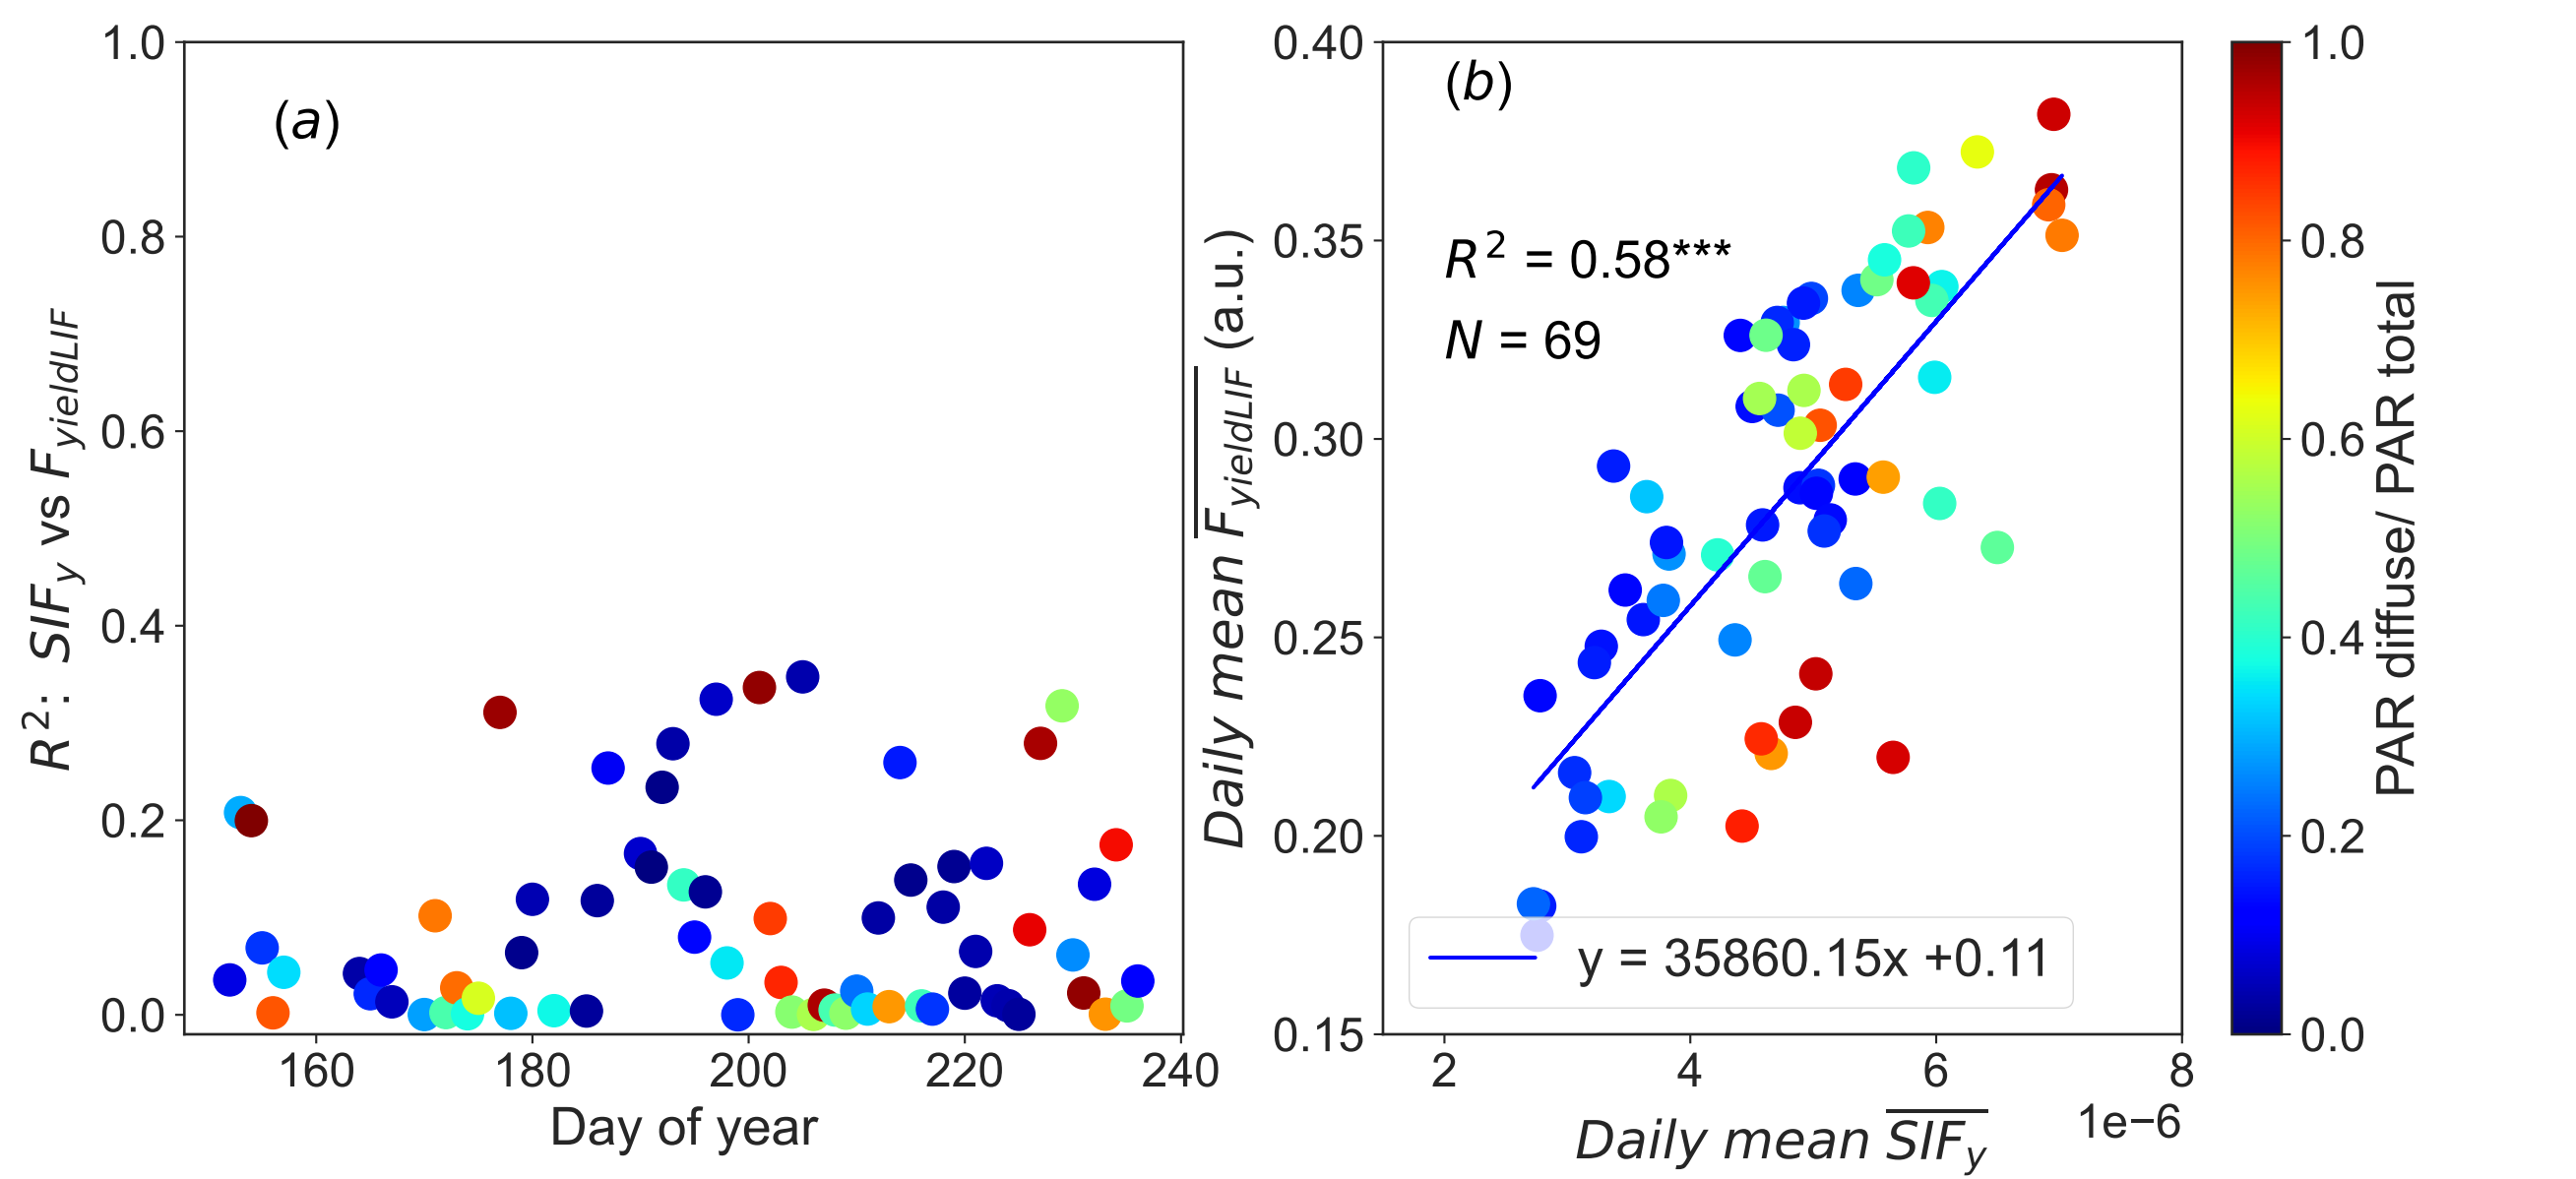 (a)
1.0
0.8
0.6
0.4
0.2
0.0
R²: SIFy vs FyieldLIF
160 180 200 220 240
Day of year
(b)
R² = 0.58***
N = 69
0.40
0.35
0.30
0.25
0.20
0.15
Daily mean FyieldLIF (a.u.)
y = 35860.15x +0.11
2 4 6 8
1e−6
Daily mean SIFy
1.0
0.8
0.6
0.4
0.2
0.0
PAR diffuse/ PAR total